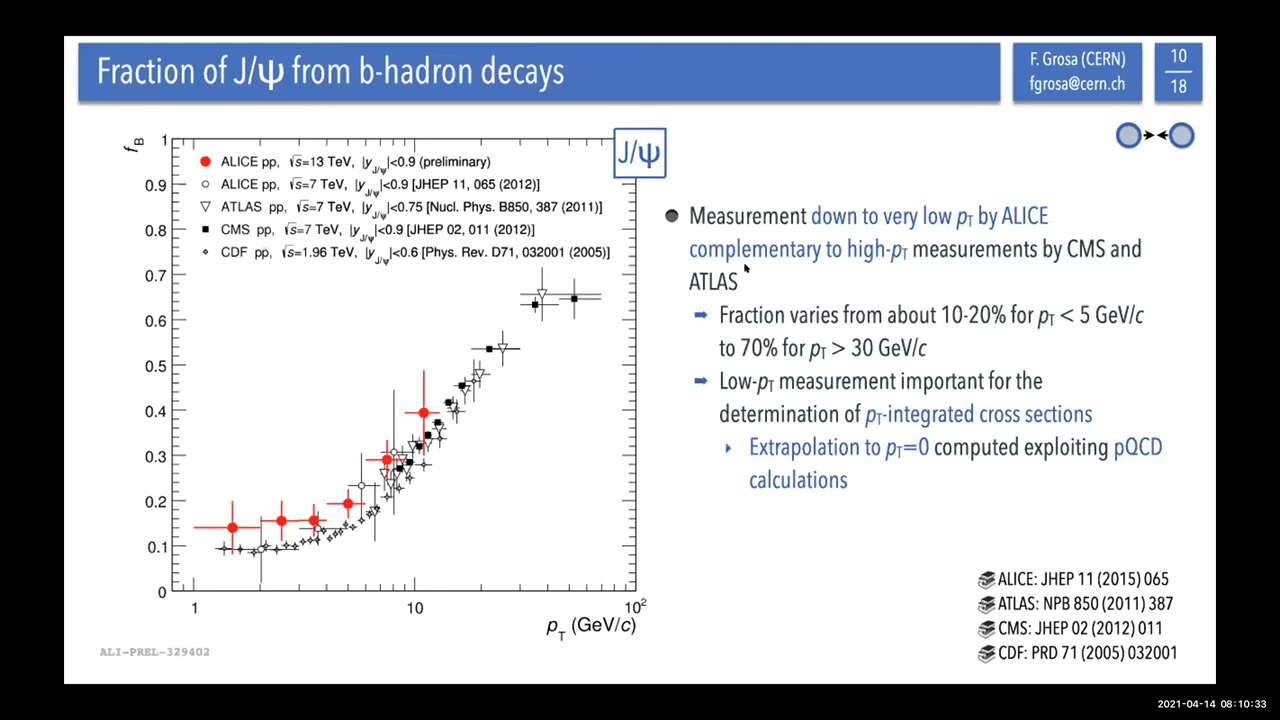 Fraction of J/ψ from b-hadron decays
F. Grosa (CERN)
fgrosa@cern.ch
10
18
f_B
1
0.9
0.8
0.7
0.6
0.5
0.4
0.3
0.2
0.1
0
ALICE pp, √s=13 TeV, |y_J/ψ|<0.9 (preliminary)
ALICE pp, √s=7 TeV, |y_J/ψ|<0.9 [JHEP 11, 065 (2012)]
ATLAS pp, √s=7 TeV, |y_J/ψ|<0.75 [Nucl. Phys. B850, 387 (2011)]
CMS pp, √s=7 TeV, |y_J/ψ|<0.9 [JHEP 02, 011 (2012)]
CDF pp, √s=1.96 TeV, |y_J/ψ|<0.6 [Phys. Rev. D71, 032001 (2005)]
J/ψ
1
10
10²
p_T (GeV/c)
ALI-PREL-329402
Measurement down to very low p_T by ALICE
complementary to high-p_T measurements by CMS and
ATLAS
➡ Fraction varies from about 10-20% for p_T < 5 GeV/c
to 70% for p_T > 30 GeV/c
➡ Low-p_T measurement important for the
determination of p_T-integrated cross sections
‣ Extrapolation to p_T=0 computed exploiting pQCD
calculations
ALICE: JHEP 11 (2015) 065
ATLAS: NPB 850 (2011) 387
CMS: JHEP 02 (2012) 011
CDF: PRD 71 (2005) 032001
2021-04-14 08:10:33